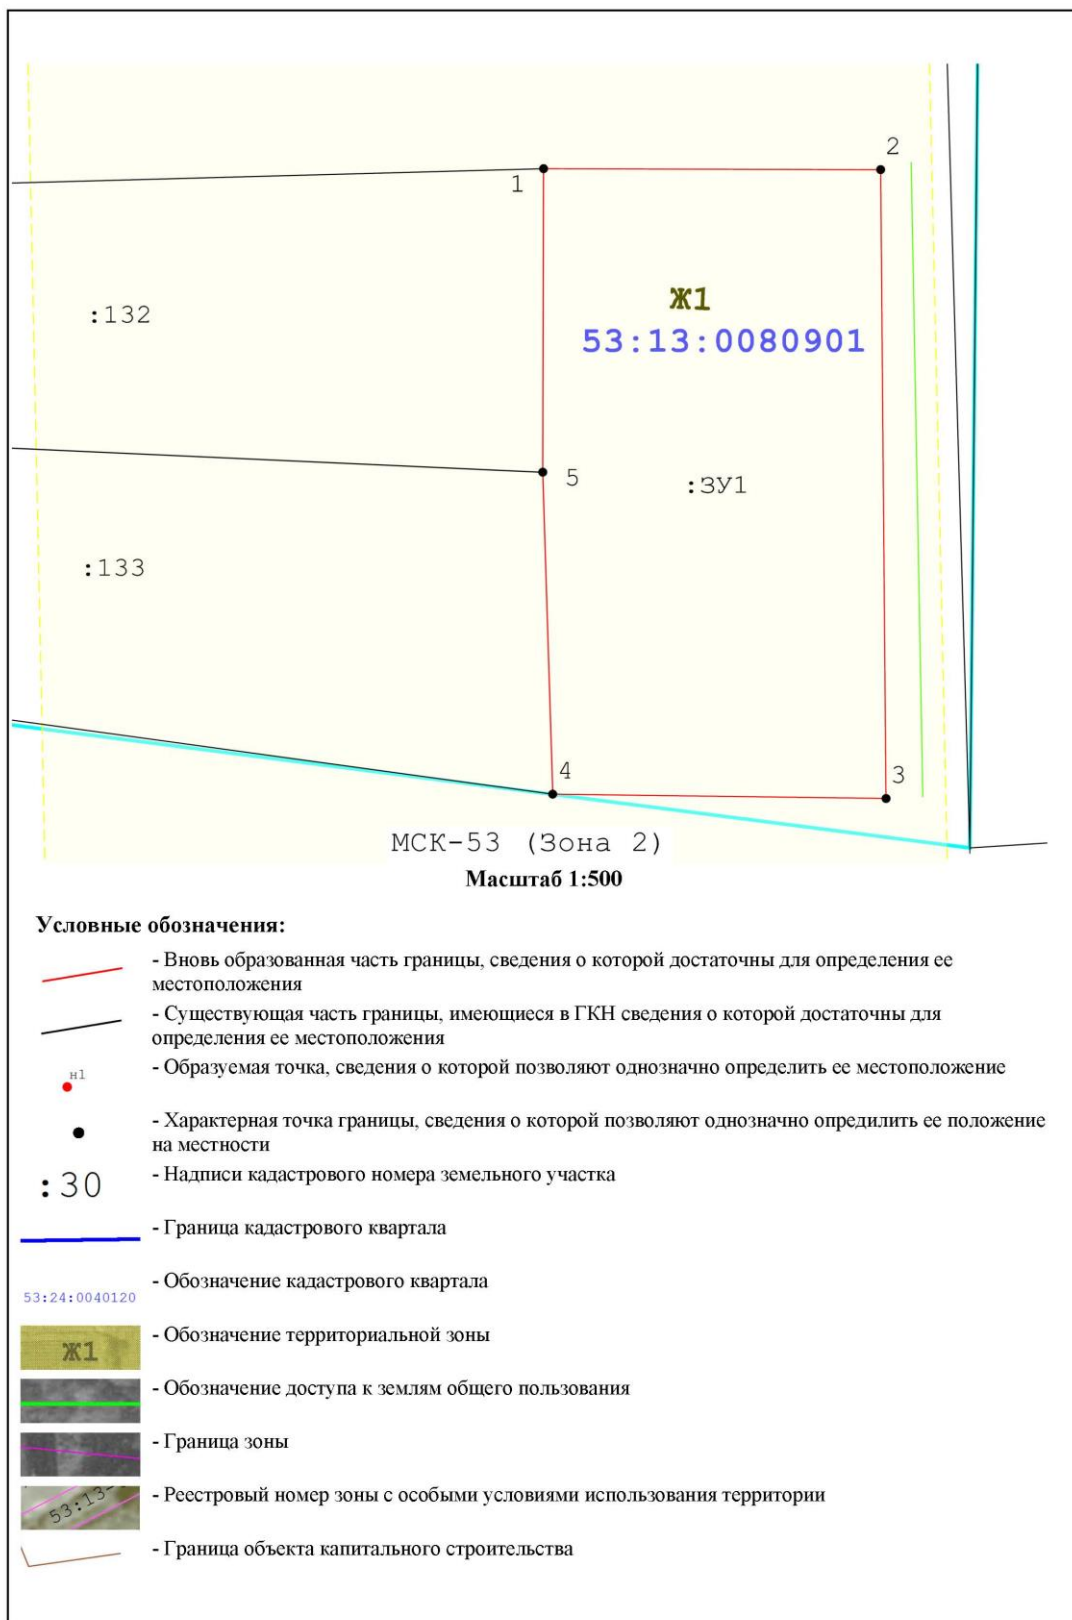 2
1
Ж1
:132
53:13:0080901
5
:ЗУ1
:133
4
3
МСК-53 (Зона 2)
Масштаб 1:500
Условные обозначения:
- Вновь образованная часть границы, сведения о которой достаточны для определения ее
местоположения
- Существующая часть границы, имеющиеся в ГКН сведения о которой достаточны для
определения ее местоположения
н1
- Образуемая точка, сведения о которой позволяют однозначно определить ее местоположение
- Характерная точка границы, сведения о которой позволяют однозначно опредилить ее положение
на местности
:30
- Надписи кадастрового номера земельного участка
- Граница кадастрового квартала
53:24:0040120
- Обозначение кадастрового квартала
Ж1
- Обозначение территориальной зоны
- Обозначение доступа к землям общего пользования
- Граница зоны
53:13-
- Реестровый номер зоны с особыми условиями использования территории
- Граница объекта капитального строительства